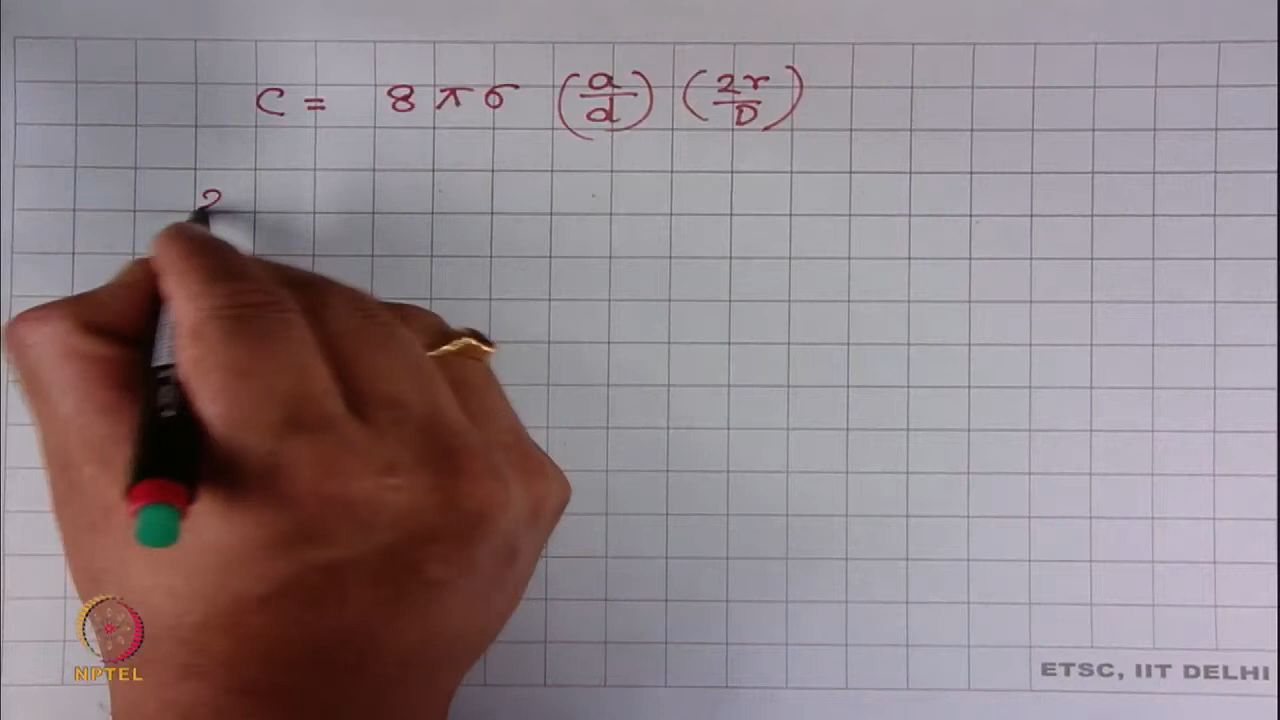 C = 8 π σ (a/d) (2r/D)
2
NPTEL
ETSC, IIT DELHI